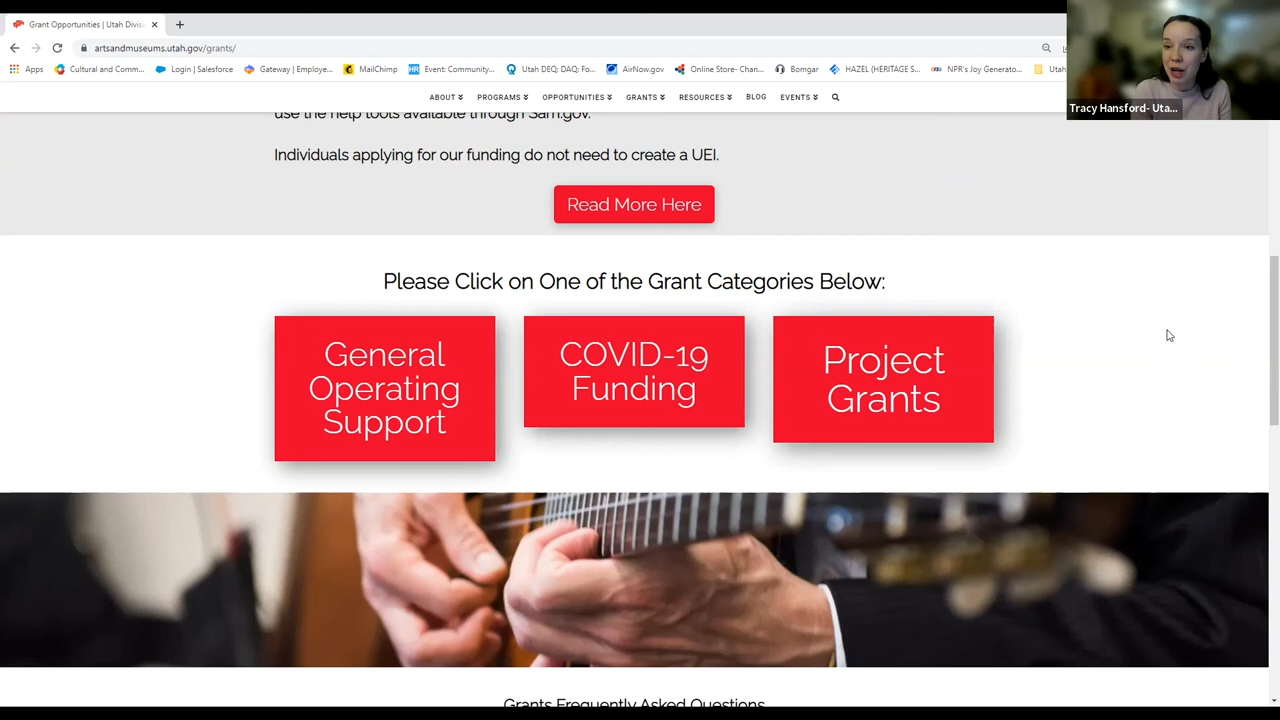 Grant Opportunities | Utah Divisi
artsandmuseums.utah.gov/grants/
Apps Cultural and Comm... Login | Salesforce Gateway | Employe... MailChimp Event: Community... Utah DEQ: DAQ: Fo... AirNow.gov Online Store- Chan... Bomgar HAZEL (HERITAGE S... NPR's Joy Generato... Utah
Tracy Hansford- Uta...
ABOUT PROGRAMS OPPORTUNITIES GRANTS RESOURCES BLOG EVENTS
use the help tools available through Sam.gov.
Individuals applying for our funding do not need to create a UEI.
Read More Here
Please Click on One of the Grant Categories Below:
General
Operating
Support
COVID-19
Funding
Project
Grants
Grants Frequently Asked Questions